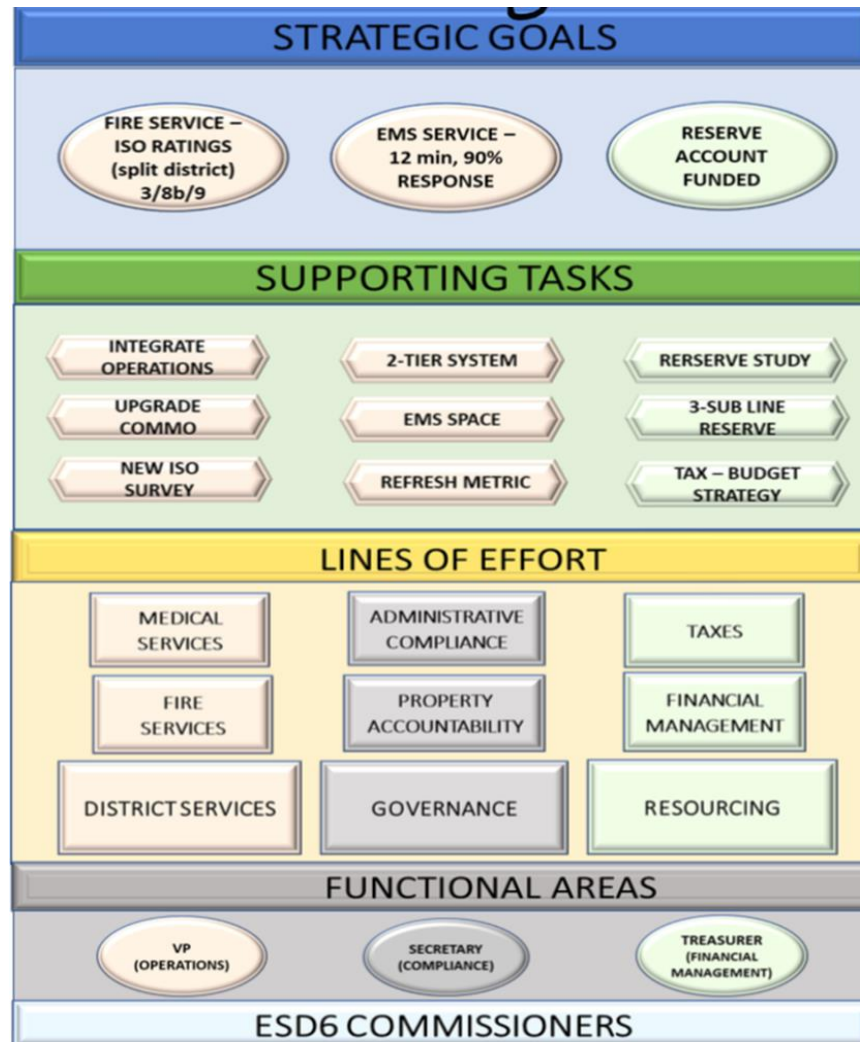 STRATEGIC GOALS
FIRE SERVICE –
ISO RATINGS
(split district)
3/8b/9
EMS SERVICE –
12 min, 90%
RESPONSE
RESERVE
ACCOUNT
FUNDED
SUPPORTING TASKS
INTEGRATE
OPERATIONS
2-TIER SYSTEM
RERSERVE STUDY
UPGRADE
COMMO
EMS SPACE
3-SUB LINE
RESERVE
NEW ISO
SURVEY
REFRESH METRIC
TAX – BUDGET
STRATEGY
LINES OF EFFORT
MEDICAL
SERVICES
ADMINISTRATIVE
COMPLIANCE
TAXES
FIRE
SERVICES
PROPERTY
ACCOUNTABILITY
FINANCIAL
MANAGEMENT
DISTRICT SERVICES
GOVERNANCE
RESOURCING
FUNCTIONAL AREAS
VP
(OPERATIONS)
SECRETARY
(COMPLIANCE)
TREASURER
(FINANCIAL
MANAGEMENT)
ESD6 COMMISSIONERS